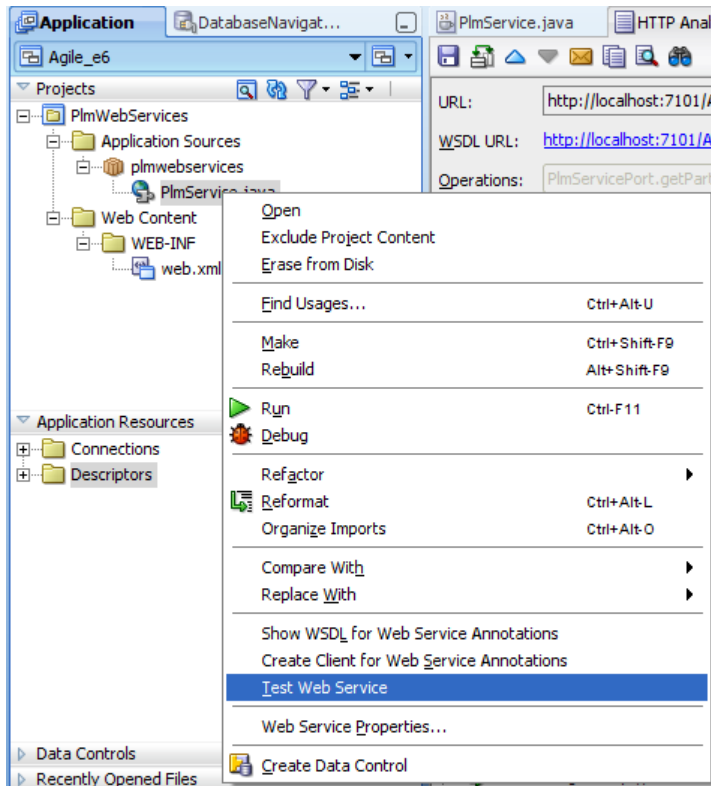 Application
DatabaseNavigat...
Agile_e6
Projects
PlmWebServices
Application Sources
plmwebservices
PlmService.java
Web Content
WEB-INF
web.xml
Application Resources
Connections
Descriptors
Data Controls
Recently Opened Files
PlmService.java
HTTP Anal
URL: http://localhost:7101/A
WSDL URL: http://localhost:7101/A
Operations: PlmServicePort.getPart
Open
Exclude Project Content
Erase from Disk
Find Usages... Ctrl+Alt-U
Make Ctrl+Shift-F9
Rebuild Alt+Shift-F9
Run Ctrl-F11
Debug
Refactor
Reformat Ctrl+Alt-L
Organize Imports Ctrl+Alt-O
Compare With
Replace With
Show WSDL for Web Service Annotations
Create Client for Web Service Annotations
Test Web Service
Web Service Properties...
Create Data Control